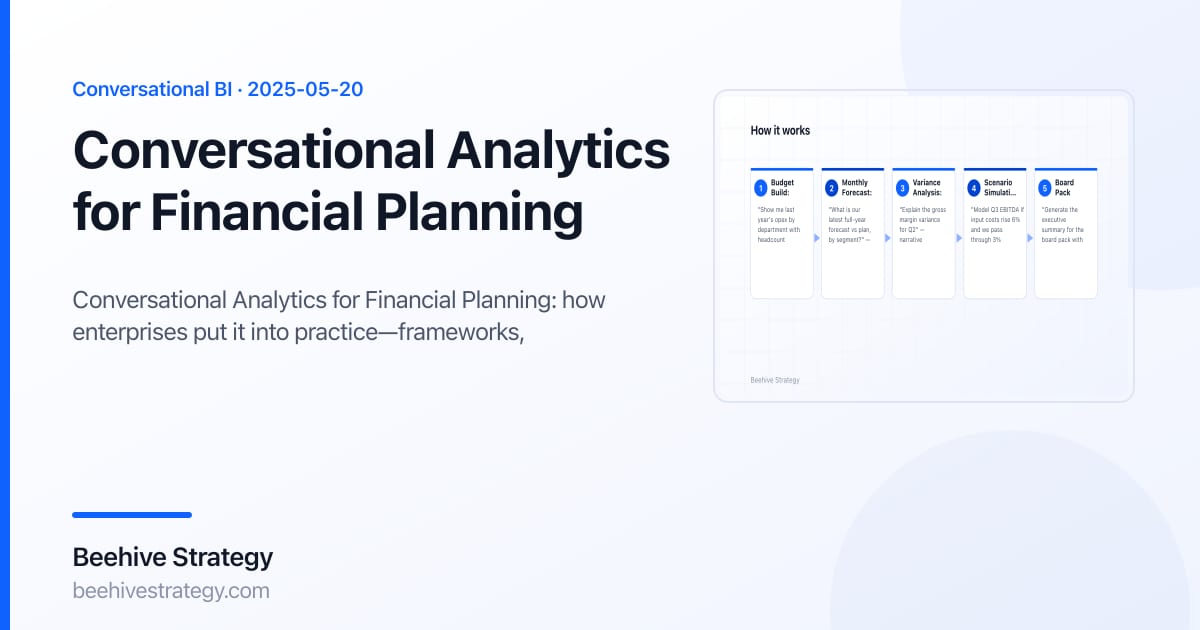 Conversational BI · 2025-05-20
Conversational Analytics
for Financial Planning
Conversational Analytics for Financial Planning: how
enterprises put it into practice—frameworks,
Beehive Strategy
beehivestrategy.com
How it works
1
Budget
Build:
"Show me last
year's opex by
department with
headcount
2
Monthly
Forecast:
"What is our
latest full-year
forecast vs plan,
by segment?" —
3
Variance
Analysis:
"Explain the gross
margin variance
for Q2" —
narrative
4
Scenario
Simulati...
"Model Q3 EBITDA if
input costs rise 6%
and we pass
through 3%
5
Board
Pack
"Generate the
executive
summary for the
board pack with
Beehive Strategy